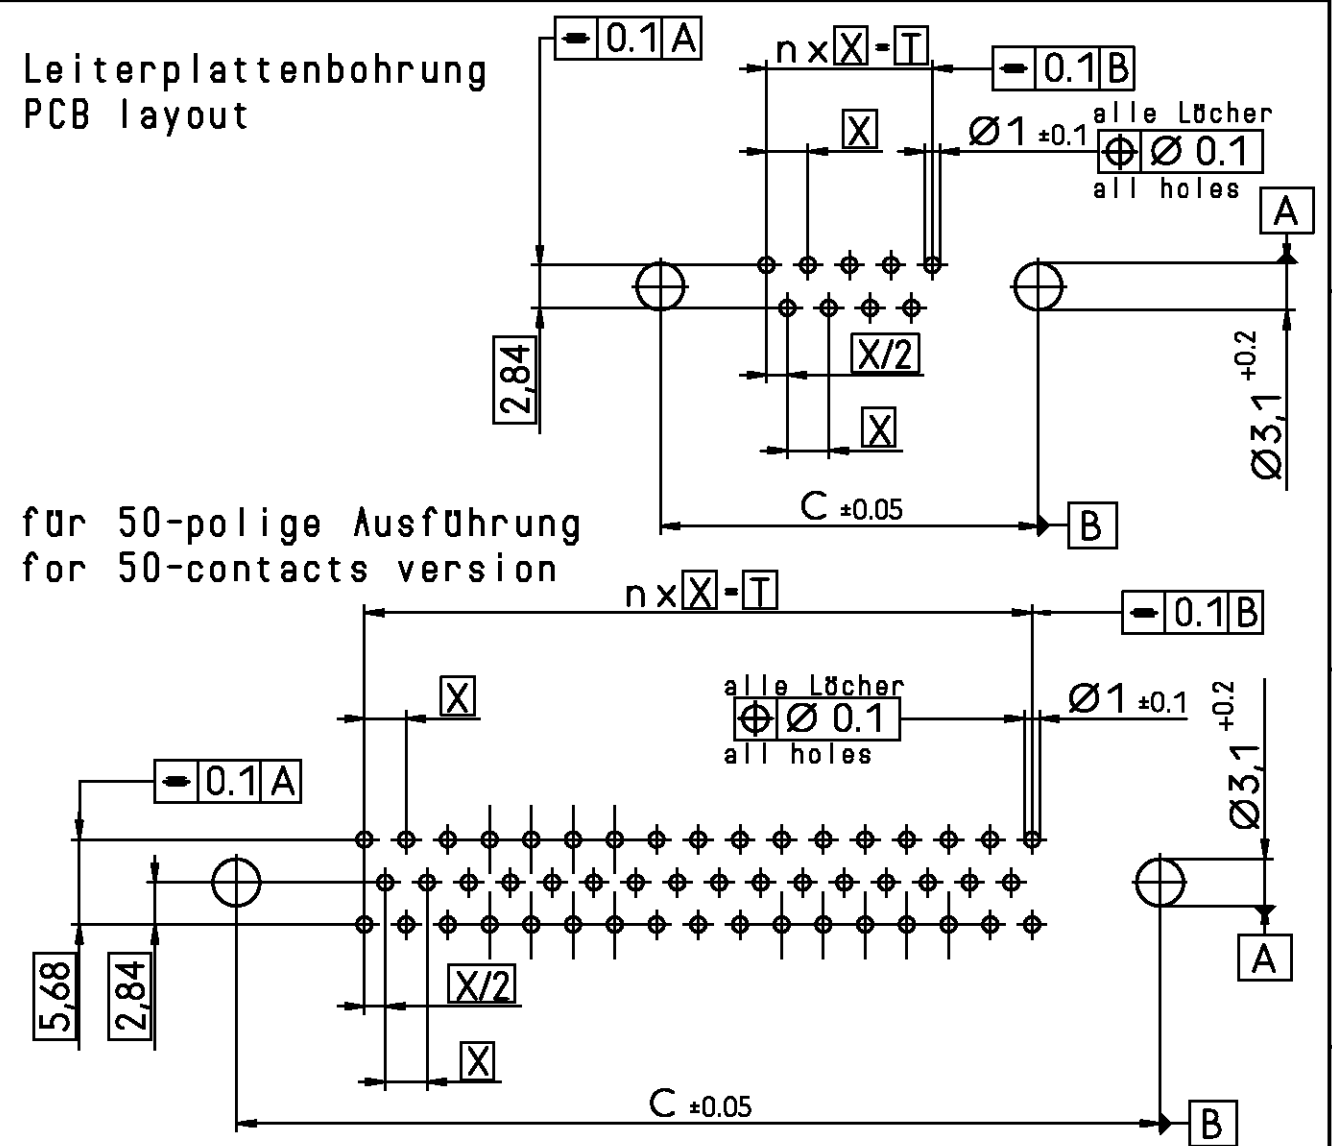 Leiterplattenbohrung
PCB layout
0.1 A
n x X = T
0.1 B
X
Ø1 ±0.1
alle Löcher
⌖ Ø 0.1
all holes
A
2,84
X/2
X
Ø3,1 +0.2
C ±0.05
B
für 50-polige Ausführung
for 50-contacts version
n x X = T
0.1 B
X
alle Löcher
⌖ Ø 0.1
all holes
Ø1 ±0.1
Ø3,1 +0.2
0.1 A
5,68
2,84
X/2
X
A
C ±0.05
B